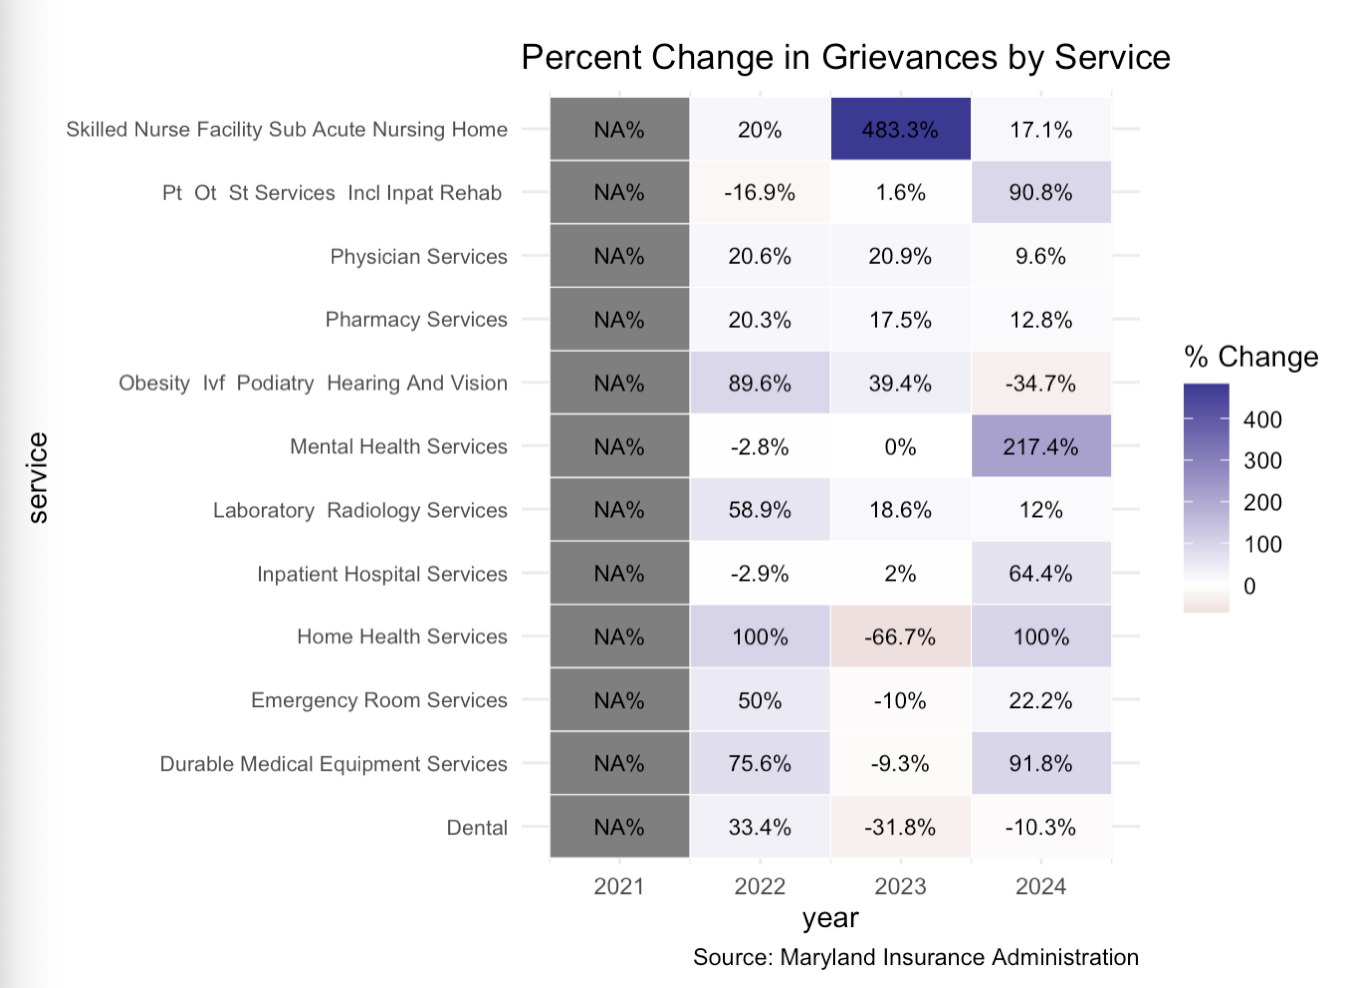 Percent Change in Grievances by Service
Skilled Nurse Facility Sub Acute Nursing Home NA% 20% 483.3% 17.1%
Pt  Ot  St Services  Incl Inpat Rehab NA% -16.9% 1.6% 90.8%
Physician Services NA% 20.6% 20.9% 9.6%
Pharmacy Services NA% 20.3% 17.5% 12.8%
Obesity  Ivf  Podiatry  Hearing And Vision NA% 89.6% 39.4% -34.7%
Mental Health Services NA% -2.8% 0% 217.4%
Laboratory  Radiology Services NA% 58.9% 18.6% 12%
Inpatient Hospital Services NA% -2.9% 2% 64.4%
Home Health Services NA% 100% -66.7% 100%
Emergency Room Services NA% 50% -10% 22.2%
Durable Medical Equipment Services NA% 75.6% -9.3% 91.8%
Dental NA% 33.4% -31.8% -10.3%
2021 2022 2023 2024
year
service
% Change
400
300
200
100
0
Source: Maryland Insurance Administration